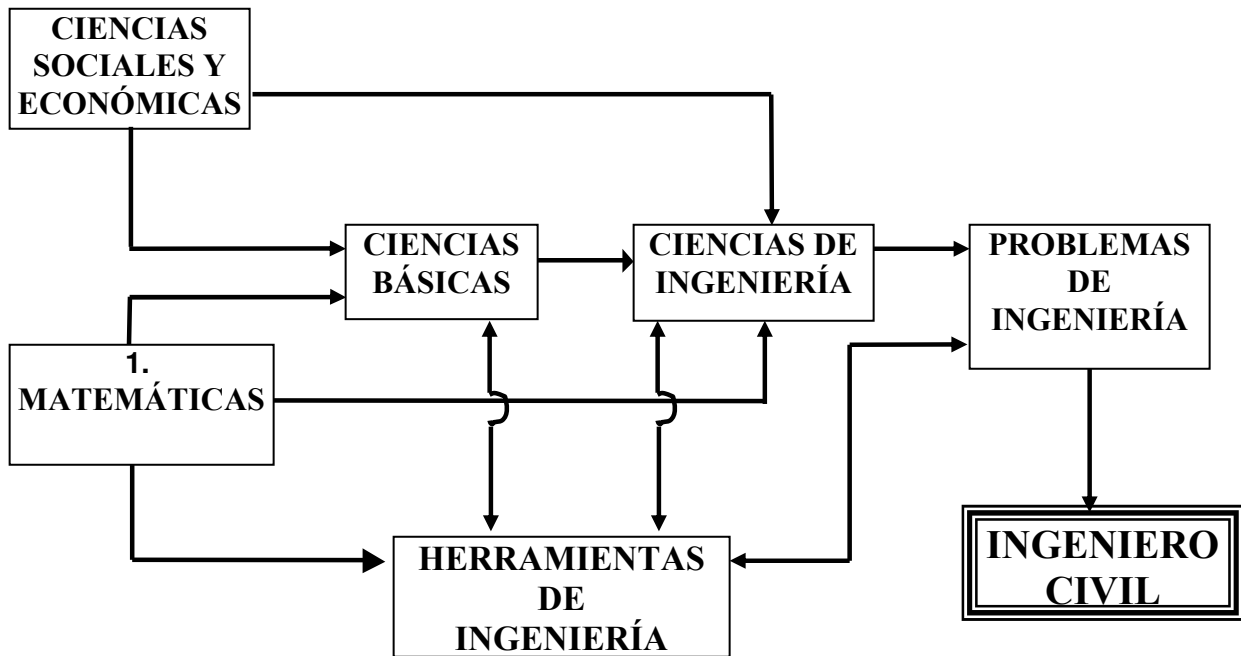 CIENCIAS
SOCIALES Y
ECONÓMICAS
CIENCIAS
BÁSICAS
CIENCIAS DE
INGENIERÍA
PROBLEMAS
DE
INGENIERÍA
1.
MATEMÁTICAS
HERRAMIENTAS
DE
INGENIERÍA
INGENIERO
CIVIL